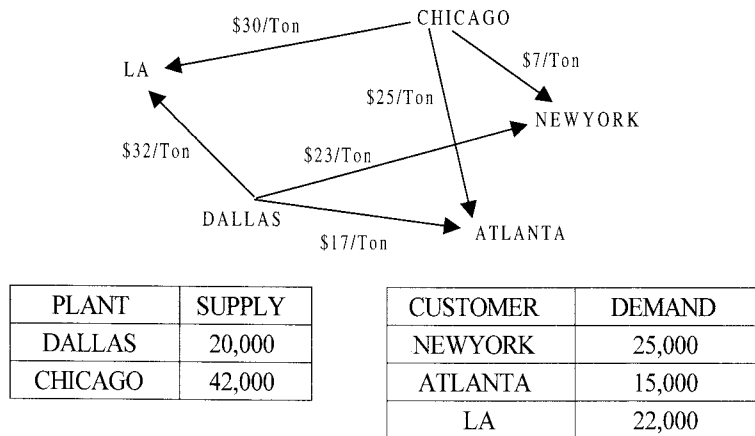 $30/Ton
CHICAGO
LA
$7/Ton
$25/Ton
NEWYORK
$32/Ton
$23/Ton
DALLAS
ATLANTA
$17/Ton
PLANT SUPPLY
DALLAS 20,000
CHICAGO 42,000
CUSTOMER DEMAND
NEWYORK 25,000
ATLANTA 15,000
LA 22,000